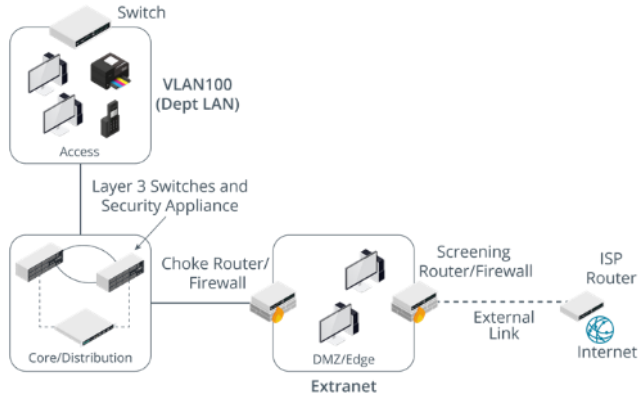 Switch
VLAN100
(Dept LAN)
Access
Layer 3 Switches and
Security Appliance
Choke Router/
Firewall
Screening
Router/Firewall
ISP
Router
External
Link
Internet
Core/Distribution
DMZ/Edge
Extranet